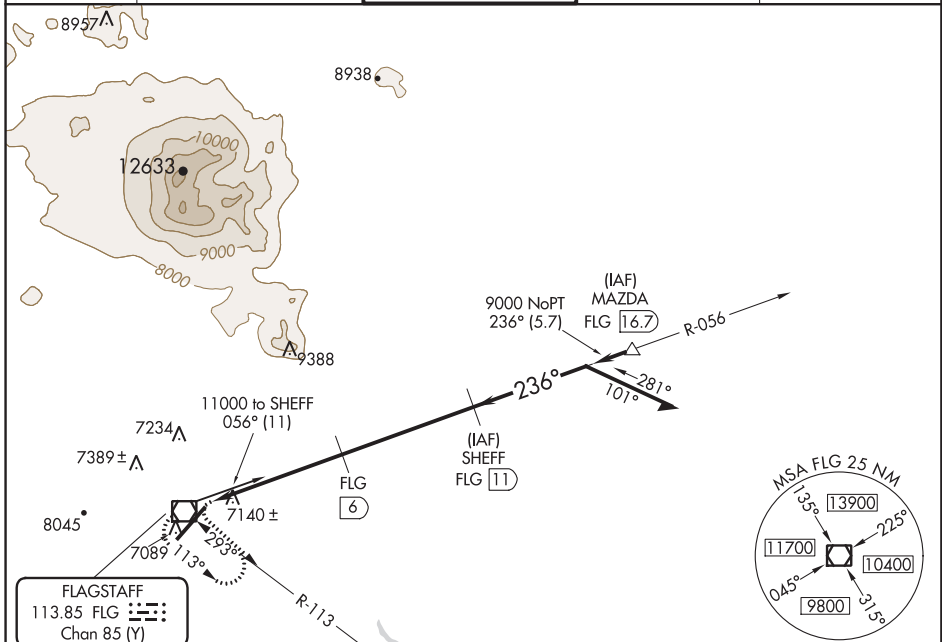 8957
8938
10000
12633
9000
8000
9388
(IAF)
MAZDA
FLG 16.7
9000 NoPT
236° (5.7)
R-056
236°
281°
101°
11000 to SHEFF
056° (11)
(IAF)
SHEFF
FLG 11
7234
7389 ±
FLG
6
7140 ±
8045
7089
113°
293°
R-113
FLAGSTAFF
113.85 FLG
Chan 85 (Y)
MSA FLG 25 NM
135°
13900
225°
11700
10400
045°
9800
315°